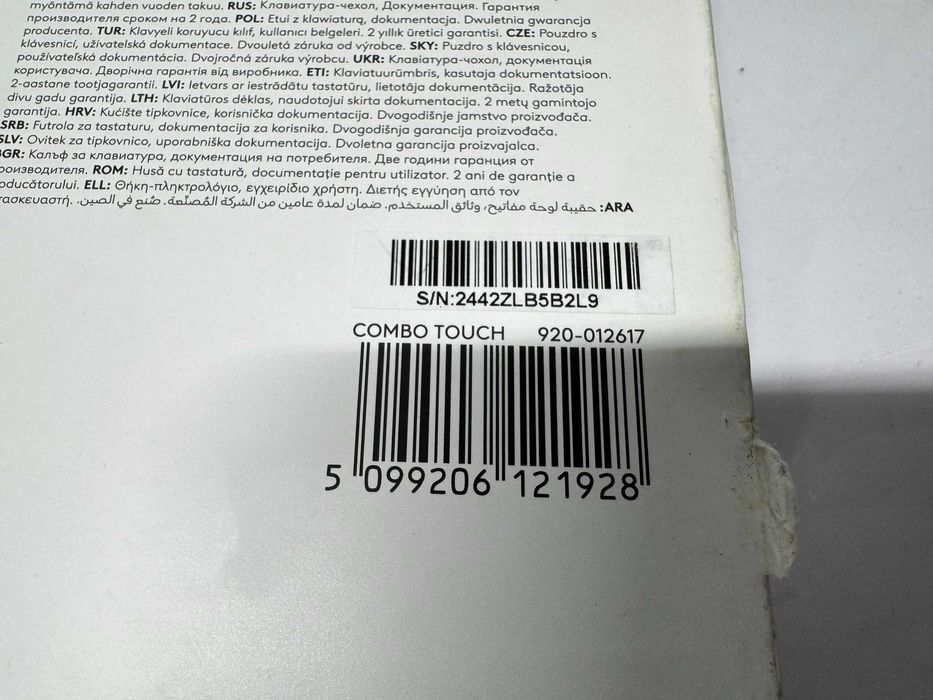 myöntämä kahden vuoden takuu. RUS: Клавиатура-чехол, Документация. Гарантия
производителя сроком на 2 года. POL: Etui z klawiaturą, dokumentacja. Dwuletnia gwarancja
producenta. TUR: Klavyeli koruyucu kılıf, kullanıcı belgeleri. 2 yıllık üretici garantisi. CZE: Pouzdro s
klávesnicí, uživatelská dokumentace. Dvouletá záruka od výrobce. SKY: Puzdro s klávesnicou,
používateľská dokumentácia. Dvojročná záruka výrobcu. UKR: Клавіатура-чохол, документація
користувача. Дворічна гарантія від виробника. ETI: Klaviatuurümbris, kasutaja dokumentatsioon.
2-aastane tootjagarantii. LVI: Ietvars ar iestrādātu tastatūru, lietotāja dokumentācija. Ražotāja
divu gadu garantija. LTH: Klaviatūros dėklas, naudotojui skirta dokumentacija. 2 metų gamintojo
garantija. HRV: Kućište tipkovnice, korisnička dokumentacija. Dvogodišnje jamstvo proizvođača.
SRB: Futrola za tastaturu, dokumentacija za korisnika. Dvogodišnja garancija proizvođača.
SLV: Ovitek za tipkovnico, uporabniška dokumentacija. Dvoletna garancija proizvajalca.
BGR: Калъф за клавиатура, документация на потребителя. Две години гаранция от
роизводителя. ROM: Husă cu tastatură, documentație pentru utilizator. 2 ani de garanție a
oducătorului. ELL: Θήκη-πληκτρολόγιο, εγχειρίδιο χρήστη. Διετής εγγύηση από τον
τασκευαστή. ARA: حقيبة لوحة مفاتيح، وثائق المستخدم. ضمان لمدة عامين من الشركة المُصنّعة. صُنع في الصين.
S/N:2442ZLB5B2L9
COMBO TOUCH 920-012617
5 099206 121928